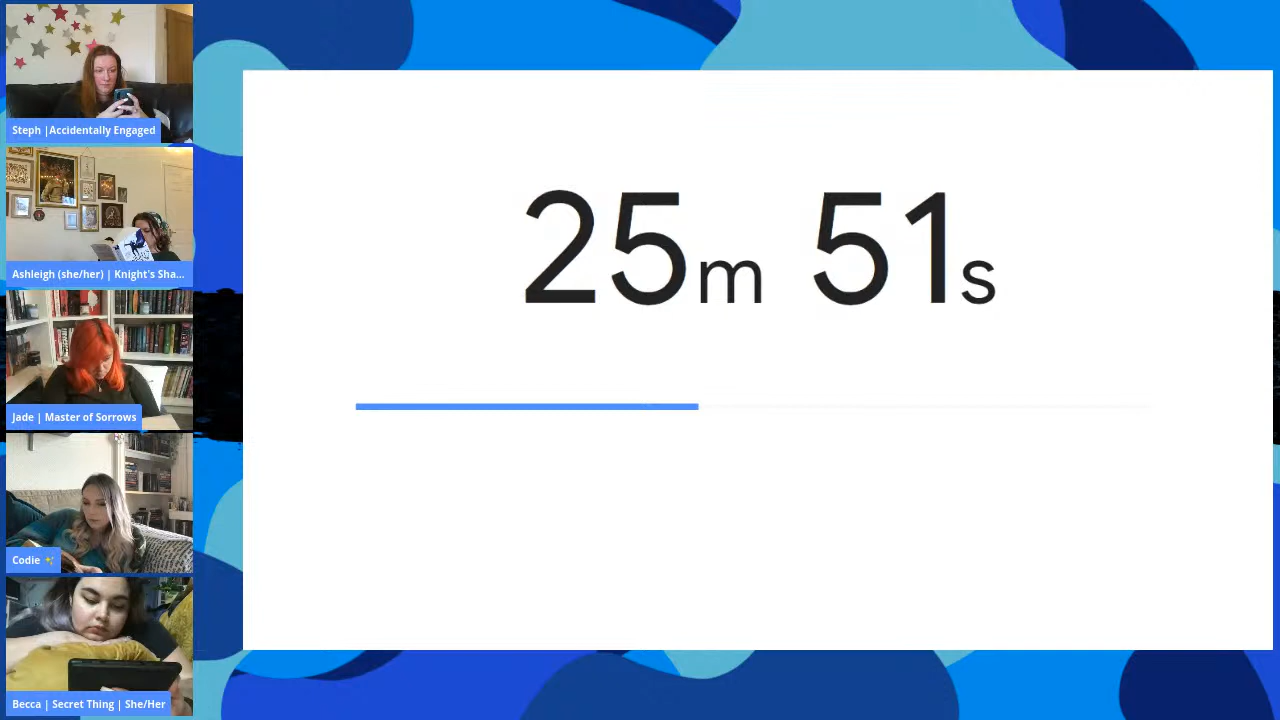 Steph |Accidentally Engaged
25m 51s
Ashleigh (she/her) | Knight's Sha...
Jade | Master of Sorrows
Codie ✨
Becca | Secret Thing | She/Her